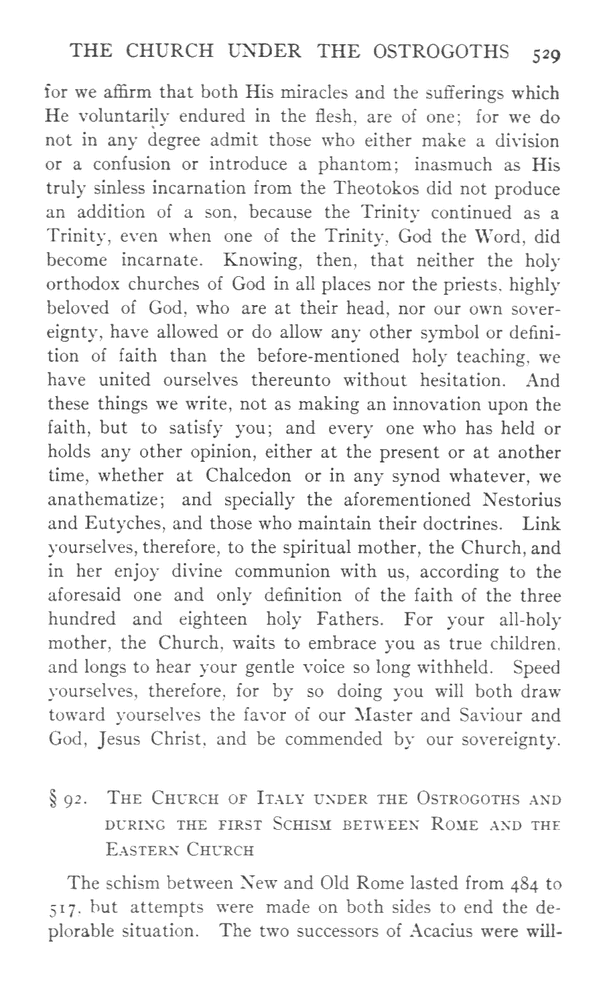 THE CHURCH UNDER THE OSTROGOTHS 529
for we affirm that both His miracles and the sufferings which
He voluntarily endured in the flesh, are of one; for we do
not in any degree admit those who either make a division
or a confusion or introduce a phantom; inasmuch as His
truly sinless incarnation from the Theotokos did not produce
an addition of a son, because the Trinity continued as a
Trinity, even when one of the Trinity, God the Word, did
become incarnate. Knowing, then, that neither the holy
orthodox churches of God in all places nor the priests, highly
beloved of God, who are at their head, nor our own sover-
eignty, have allowed or do allow any other symbol or defini-
tion of faith than the before-mentioned holy teaching, we
have united ourselves thereunto without hesitation. And
these things we write, not as making an innovation upon the
faith, but to satisfy you; and every one who has held or
holds any other opinion, either at the present or at another
time, whether at Chalcedon or in any synod whatever, we
anathematize; and specially the aforementioned Nestorius
and Eutyches, and those who maintain their doctrines. Link
yourselves, therefore, to the spiritual mother, the Church, and
in her enjoy divine communion with us, according to the
aforesaid one and only definition of the faith of the three
hundred and eighteen holy Fathers. For your all-holy
mother, the Church, waits to embrace you as true children,
and longs to hear your gentle voice so long withheld. Speed
yourselves, therefore, for by so doing you will both draw
toward yourselves the favor of our Master and Saviour and
God, Jesus Christ, and be commended by our sovereignty.
§ 92. The Church of Italy under the Ostrogoths and
during the first Schism between Rome and the
Eastern Church
The schism between New and Old Rome lasted from 484 to
517, but attempts were made on both sides to end the de-
plorable situation. The two successors of Acacius were will-